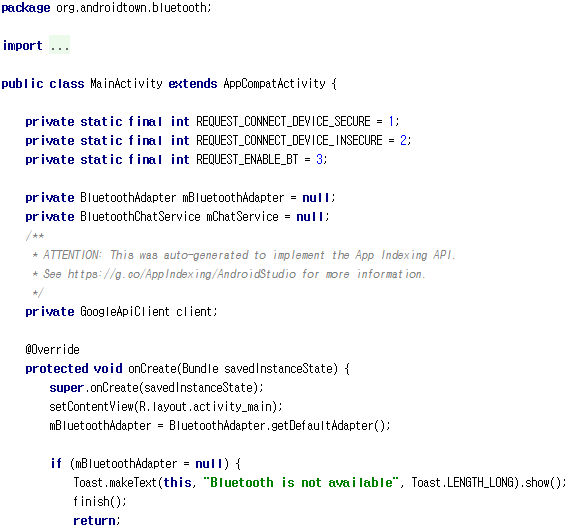 package org.androidtown.bluetooth;
import ...
public class MainActivity extends AppCompatActivity {
private static final int REQUEST_CONNECT_DEVICE_SECURE = 1;
private static final int REQUEST_CONNECT_DEVICE_INSECURE = 2;
private static final int REQUEST_ENABLE_BT = 3;
private BluetoothAdapter mBluetoothAdapter = null;
private BluetoothChatService mChatService = null;
/**
* ATTENTION: This was auto-generated to implement the App Indexing API.
* See https://g.co/AppIndexing/AndroidStudio for more information.
*/
private GoogleApiClient client;
@Override
protected void onCreate(Bundle savedInstanceState) {
super.onCreate(savedInstanceState);
setContentView(R.layout.activity_main);
mBluetoothAdapter = BluetoothAdapter.getDefaultAdapter();
if (mBluetoothAdapter = null) {
Toast.makeText(this, "Bluetooth is not available", Toast.LENGTH_LONG).show();
finish();
return;